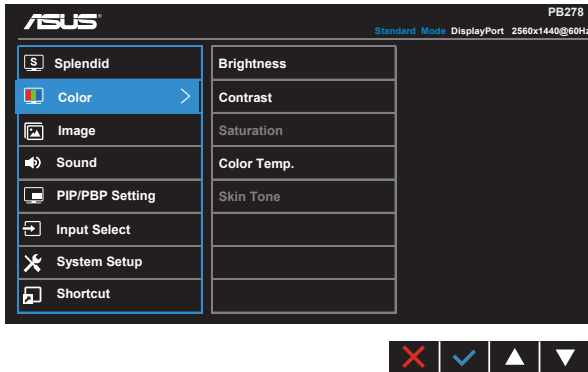 ASUS
PB278
Standard Mode DisplayPort 2560x1440@60Hz
S Splendid
Color
Image
Sound
PIP/PBP Setting
Input Select
System Setup
Shortcut
Brightness
Contrast
Saturation
Color Temp.
Skin Tone